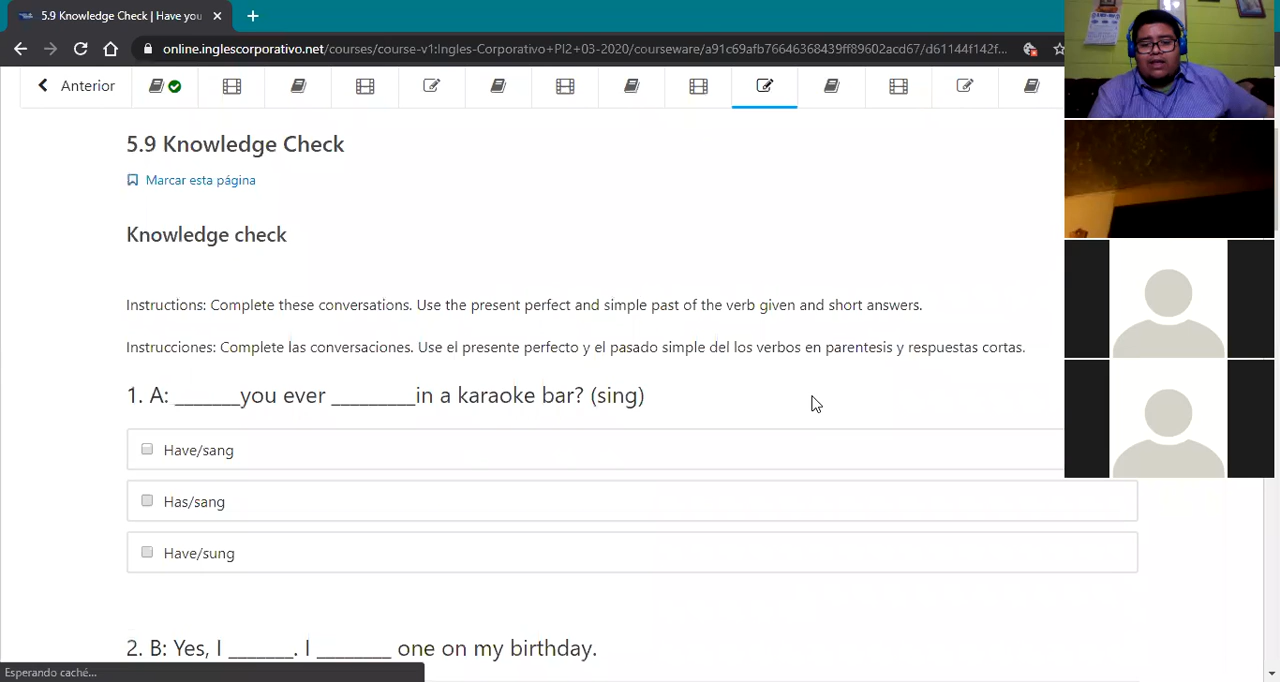 5.9 Knowledge Check | Have you
online.inglescorporativo.net/courses/course-v1:Ingles-Corporativo+PI2+03-2020/courseware/a91c69afb76646368439ff89602acd67/d61144f142f...
Anterior
5.9 Knowledge Check
Marcar esta página
Knowledge check
Instructions: Complete these conversations. Use the present perfect and simple past of the verb given and short answers.
Instrucciones: Complete las conversaciones. Use el presente perfecto y el pasado simple del los verbos en parentesis y respuestas cortas.
1. A: _______you ever _________in a karaoke bar? (sing)
Have/sang
Has/sang
Have/sung
2. B: Yes, I _______. I ________ one on my birthday.
Esperando caché...